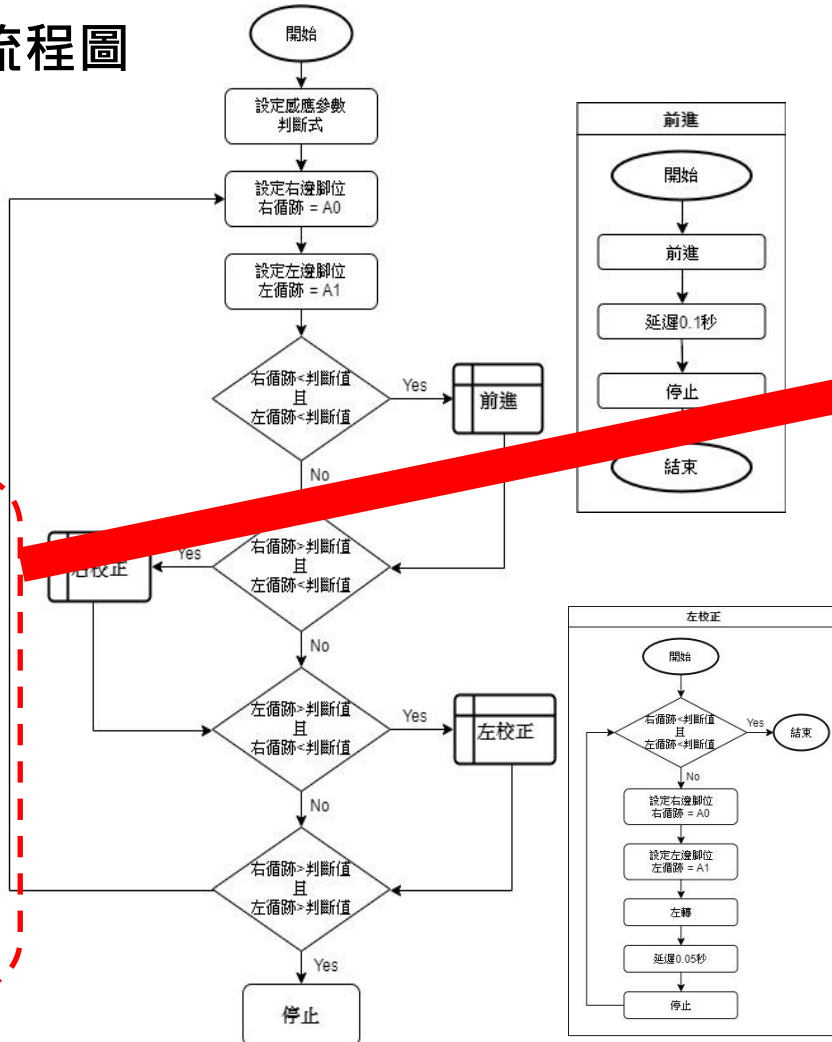 流程圖
開始
設定感應參數
判斷式
設定右邊腳位
右循跡 = A0
設定左邊腳位
左循跡 = A1
右循跡<判斷值
且
左循跡<判斷值
Yes
前進
No
右循跡>判斷值
且
左循跡<判斷值
Yes
右校正
No
左循跡>判斷值
且
右循跡<判斷值
Yes
左校正
No
右循跡>判斷值
且
左循跡>判斷值
Yes
停止
前進
開始
前進
延遲0.1秒
停止
結束
左校正
開始
右循跡<判斷值
且
左循跡<判斷值
Yes
結束
No
設定右邊腳位
右循跡 = A0
設定左邊腳位
左循跡 = A1
左轉
延遲0.05秒
停止